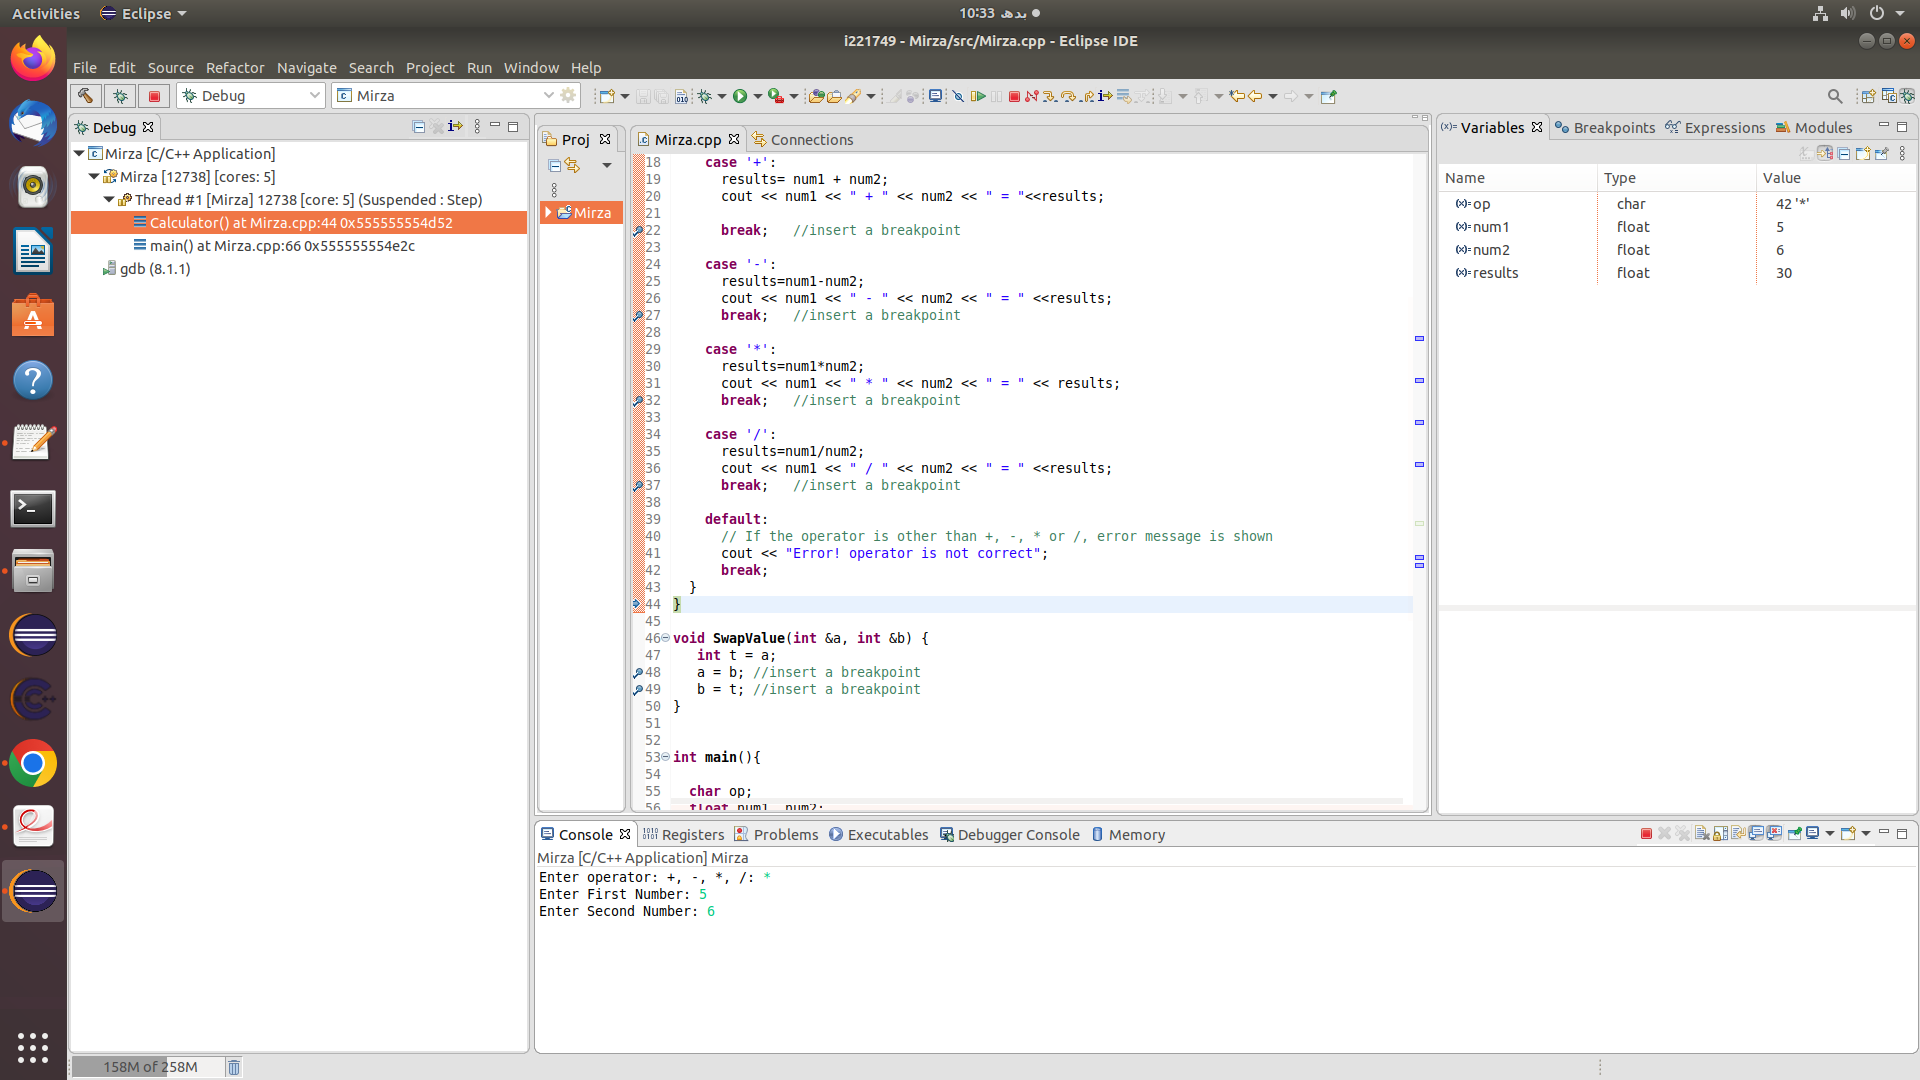 Activities
Eclipse
بدھ 10:33
i221749 - Mirza/src/Mirza.cpp - Eclipse IDE
File Edit Source Refactor Navigate Search Project Run Window Help
Debug
Mirza
Debug
Mirza [C/C++ Application]
Mirza [12738] [cores: 5]
Thread #1 [Mirza] 12738 [core: 5] (Suspended : Step)
Calculator() at Mirza.cpp:44 0x555555554d52
main() at Mirza.cpp:66 0x555555554e2c
gdb (8.1.1)
Proj
Mirza
Mirza.cpp
Connections
18 case '+':
19 results= num1 + num2;
20 cout << num1 << " + " << num2 << " = "<<results;
21
22 break; //insert a breakpoint
23
24 case '-':
25 results=num1-num2;
26 cout << num1 << " - " << num2 << " = " <<results;
27 break; //insert a breakpoint
28
29 case '*':
30 results=num1*num2;
31 cout << num1 << " * " << num2 << " = " << results;
32 break; //insert a breakpoint
33
34 case '/':
35 results=num1/num2;
36 cout << num1 << " / " << num2 << " = " <<results;
37 break; //insert a breakpoint
38
39 default:
40 // If the operator is other than +, -, * or /, error message is shown
41 cout << "Error! operator is not correct";
42 break;
43 }
44 }
45
46 void SwapValue(int &a, int &b) {
47 int t = a;
48 a = b; //insert a breakpoint
49 b = t; //insert a breakpoint
50 }
51
52
53 int main(){
54
55 char op;
56 float num1, num2;
Variables
Breakpoints
Expressions
Modules
Name Type Value
(x)= op char 42 '*'
(x)= num1 float 5
(x)= num2 float 6
(x)= results float 30
Console
Registers
Problems
Executables
Debugger Console
Memory
Mirza [C/C++ Application] Mirza
Enter operator: +, -, *, /: *
Enter First Number: 5
Enter Second Number: 6
158M of 258M